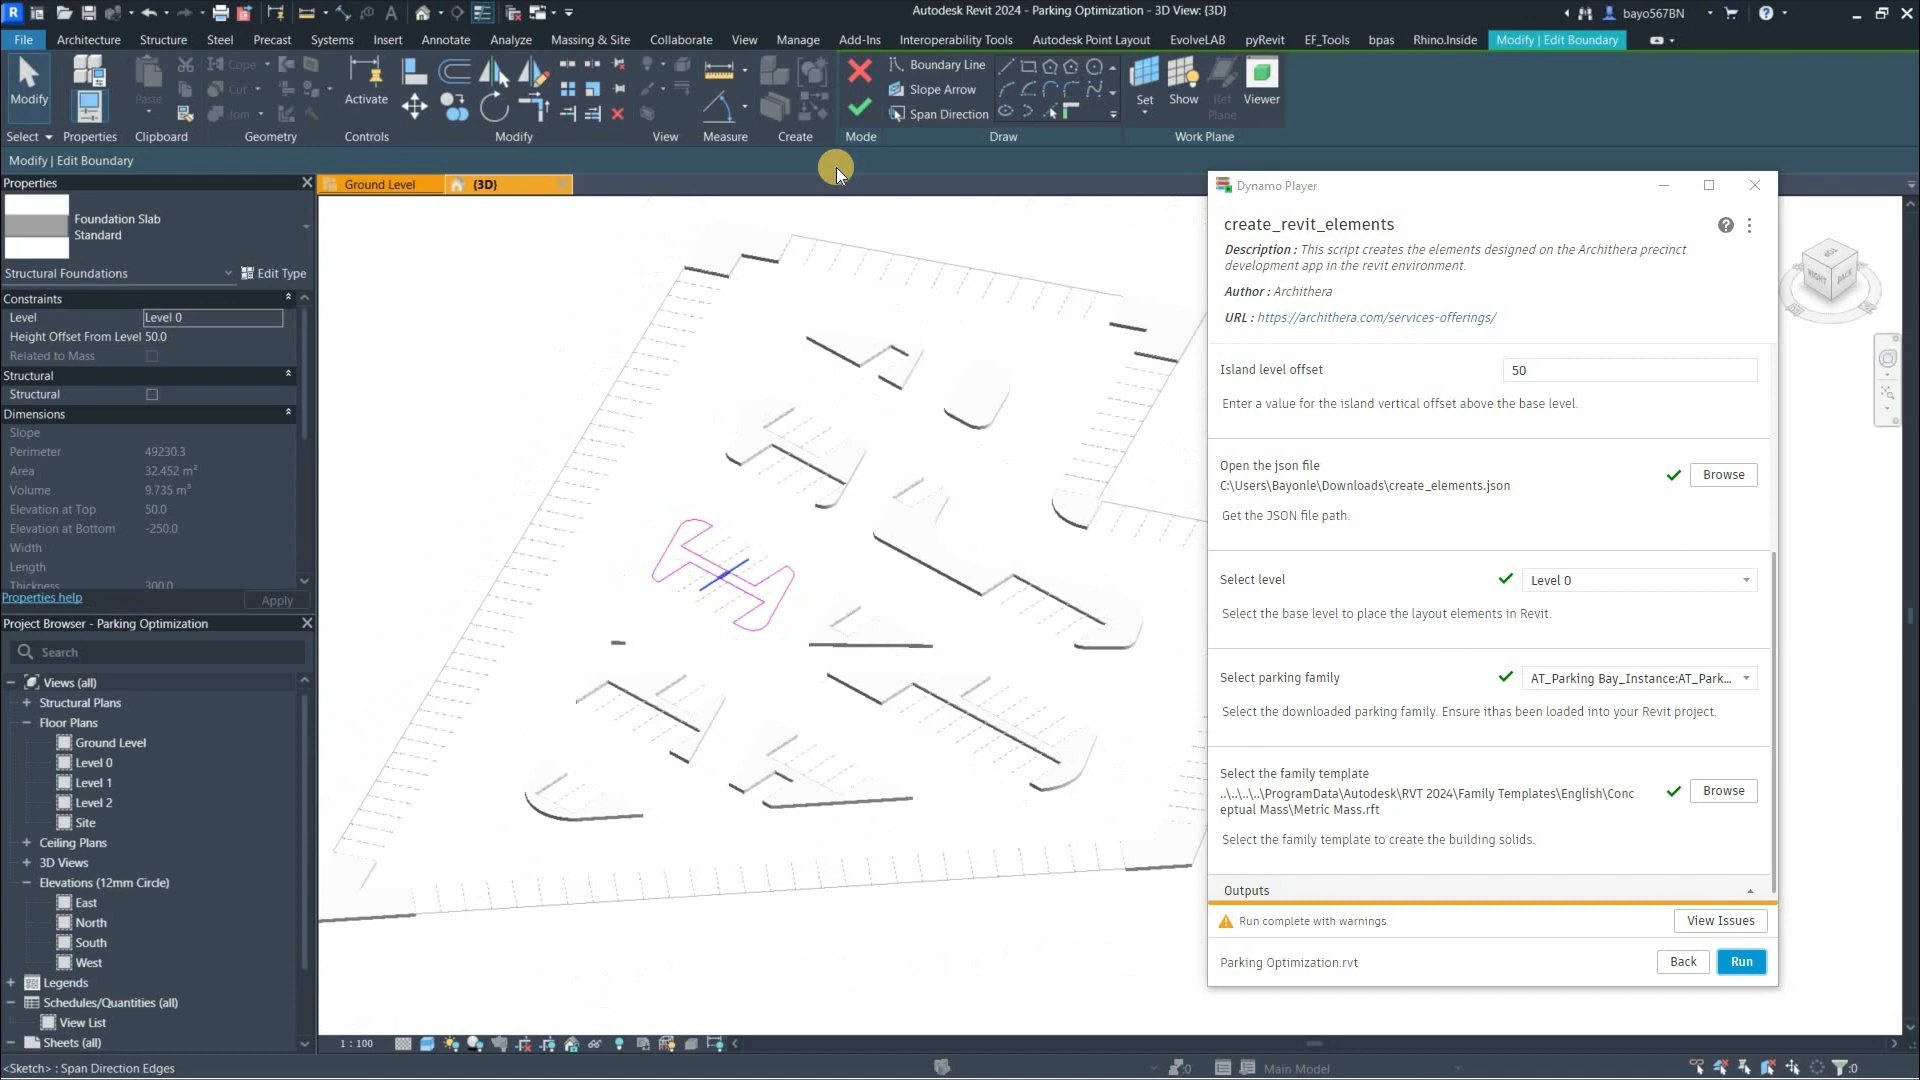 Autodesk Revit 2024 - Parking Optimization - 3D View: {3D}
bayo567BN
File Architecture Structure Steel Precast Systems Insert Annotate Analyze Massing & Site Collaborate View Manage Add-Ins Interoperability Tools Autodesk Point Layout EvolveLAB pyRevit EF_Tools bpas Rhino.Inside Modify | Edit Boundary
Modify
Paste
Cope
Cut
Join
Activate
Boundary Line
Slope Arrow
Span Direction
Set
Show
Ref
Plane
Viewer
Select Properties Clipboard Geometry Controls Modify View Measure Create Mode Draw Work Plane
Modify | Edit Boundary
Properties
Foundation Slab
Standard
Structural Foundations
Edit Type
Constraints
Level Level 0
Height Offset From Level 50.0
Related to Mass
Structural
Structural
Dimensions
Slope
Perimeter 49230.3
Area 32.452 m²
Volume 9.735 m³
Elevation at Top 50.0
Elevation at Bottom -250.0
Width
Length
Thickness 300.0
Properties help
Apply
Project Browser - Parking Optimization
Search
Views (all)
Structural Plans
Floor Plans
Ground Level
Level 0
Level 1
Level 2
Site
Ceiling Plans
3D Views
Elevations (12mm Circle)
East
North
South
West
Legends
Schedules/Quantities (all)
View List
Sheets (all)
Ground Level
{3D}
TOP
RIGHT
BACK
Dynamo Player
create_revit_elements
Description : This script creates the elements designed on the Archithera precinct
development app in the revit environment.
Author : Archithera
URL : https://archithera.com/services-offerings/
Island level offset
50
Enter a value for the island vertical offset above the base level.
Open the json file
C:\Users\Bayonle\Downloads\create_elements.json
Browse
Get the JSON file path.
Select level
Level 0
Select the base level to place the layout elements in Revit.
Select parking family
AT_Parking Bay_Instance:AT_Park...
Select the downloaded parking family. Ensure ithas been loaded into your Revit project.
Select the family template
..\..\..\..\ProgramData\Autodesk\RVT 2024\Family Templates\English\Conc
eptual Mass\Metric Mass.rft
Browse
Select the family template to create the building solids.
Outputs
Run complete with warnings
View Issues
Parking Optimization.rvt
Back
Run
1 : 100
<Sketch> : Span Direction Edges
:0
Main Model
:0